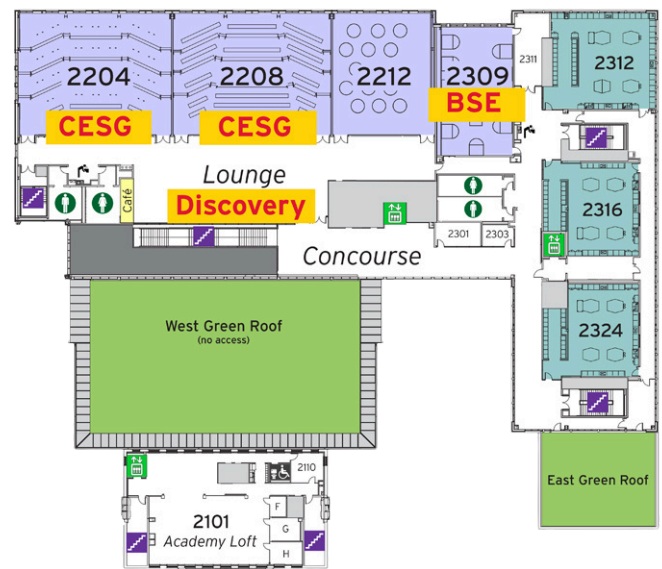 2204
2208
2212
2309
2311
2312
CESG
CESG
BSE
Lounge
Discovery
Café
2316
2301
2303
Concourse
West Green Roof
(no access)
2324
East Green Roof
2110
2101
Academy Loft
F
G
H